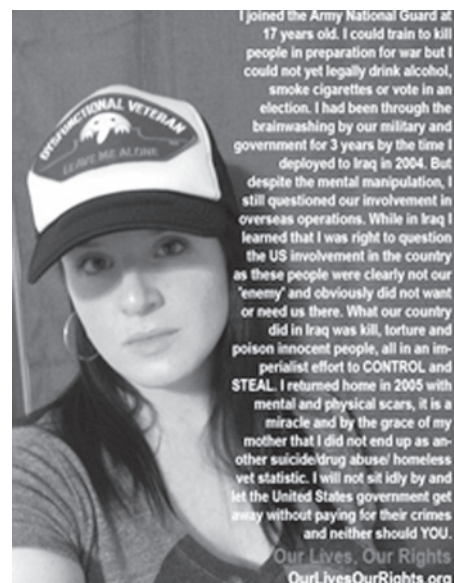 DYSFUNCTIONAL VETERAN
LEAVE ME ALONE
I joined the Army National Guard at
17 years old. I could train to kill
people in preparation for war but I
could not yet legally drink alcohol,
smoke cigarettes or vote in an
election. I had been through the
brainwashing by our military and
government for 3 years by the time I
deployed to Iraq in 2004. But
despite the mental manipulation, I
still questioned our involvement in
overseas operations. While in Iraq I
learned that I was right to question
the US involvement in the country
as these people were clearly not our
"enemy" and obviously did not want
or need us there. What our country
did in Iraq was kill, torture and
poison innocent people, all in an im-
perialist effort to CONTROL and
STEAL. I returned home in 2005 with
mental and physical scars, it is a
miracle and by the grace of my
mother that I did not end up as an-
other suicide/drug abuse/ homeless
vet statistic. I will not sit idly by and
let the United States government get
away without paying for their crimes
and neither should YOU.
Our Lives, Our Rights
OurLivesOurRights.org